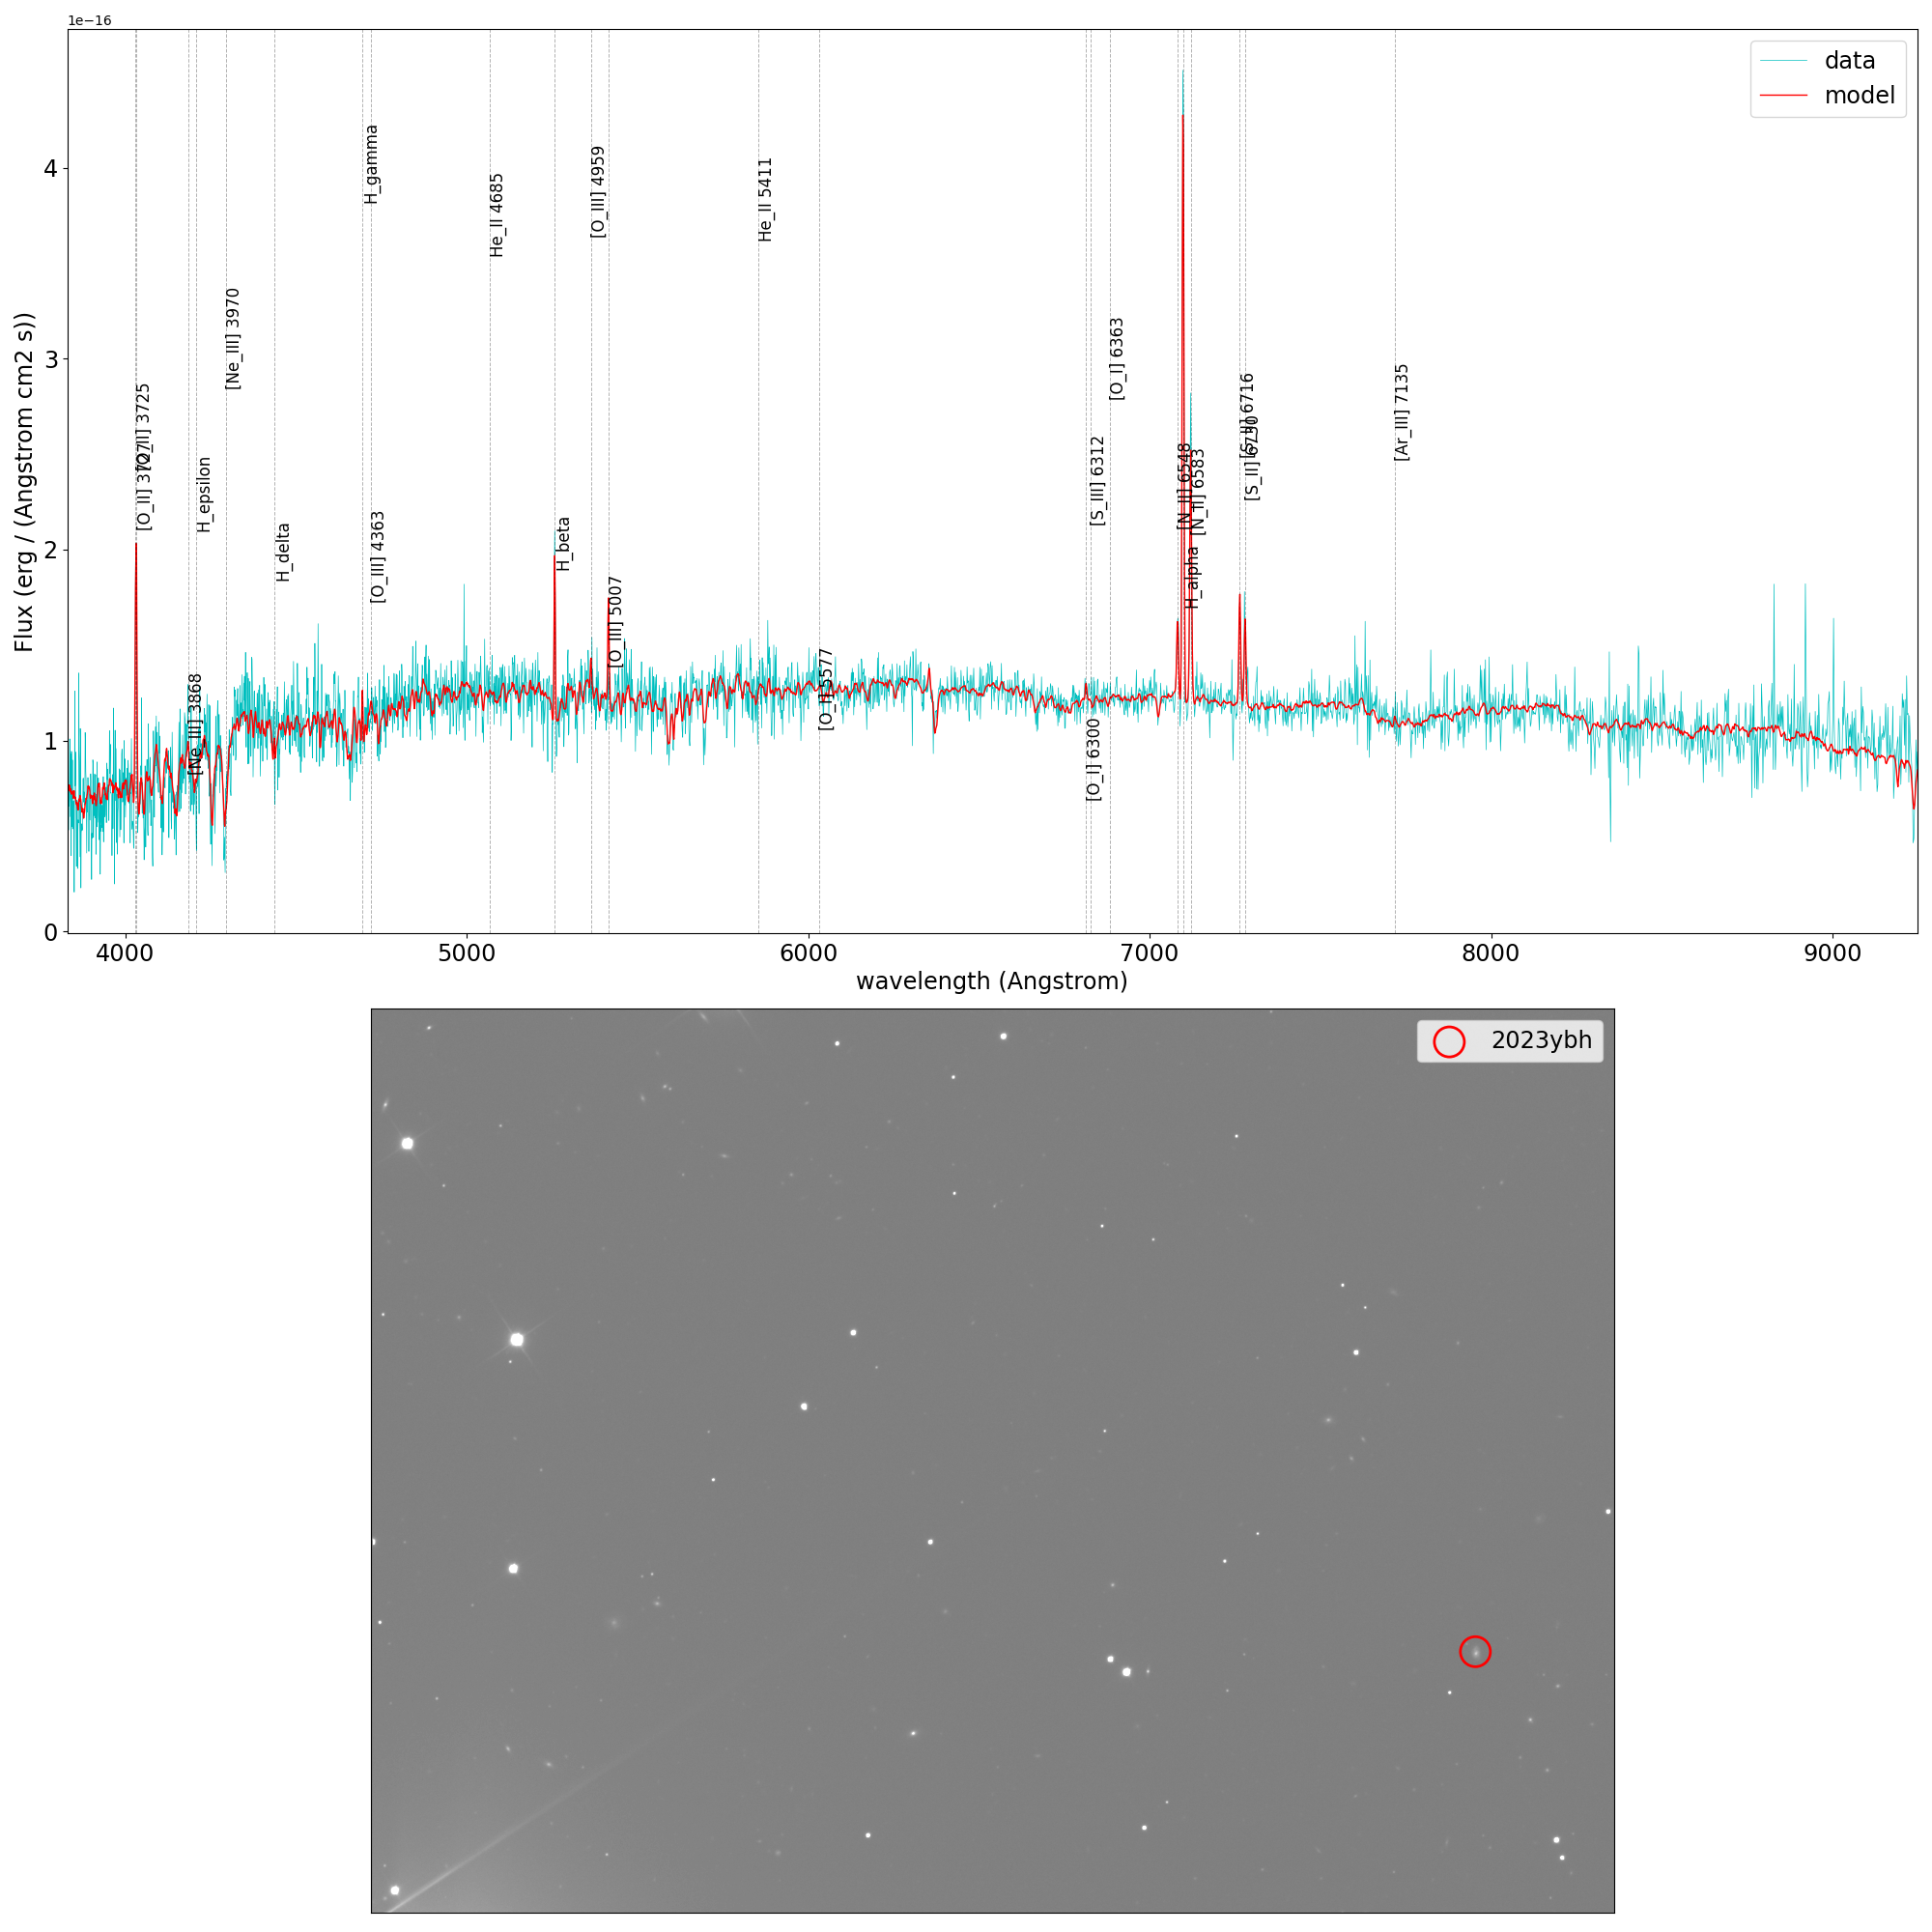 1e−16
data
model
4
3
2
1
0
Flux (erg / (Angstrom cm2 s))
[O_II] 3725
[O_II] 3727
[Ne_III] 3868
H_epsilon
[Ne_III] 3970
H_delta
H_gamma
[O_III] 4363
He_II 4685
H_beta
[O_III] 4959
[O_III] 5007
He_II 5411
[O_I] 5577
[O_I] 6300
[S_III] 6312
[O_I] 6363
[N_II] 6548
H_alpha
[N_II] 6583
[S_II] 6716
[S_II] 6730
[Ar_III] 7135
4000
5000
6000
7000
8000
9000
wavelength (Angstrom)
2023ybh